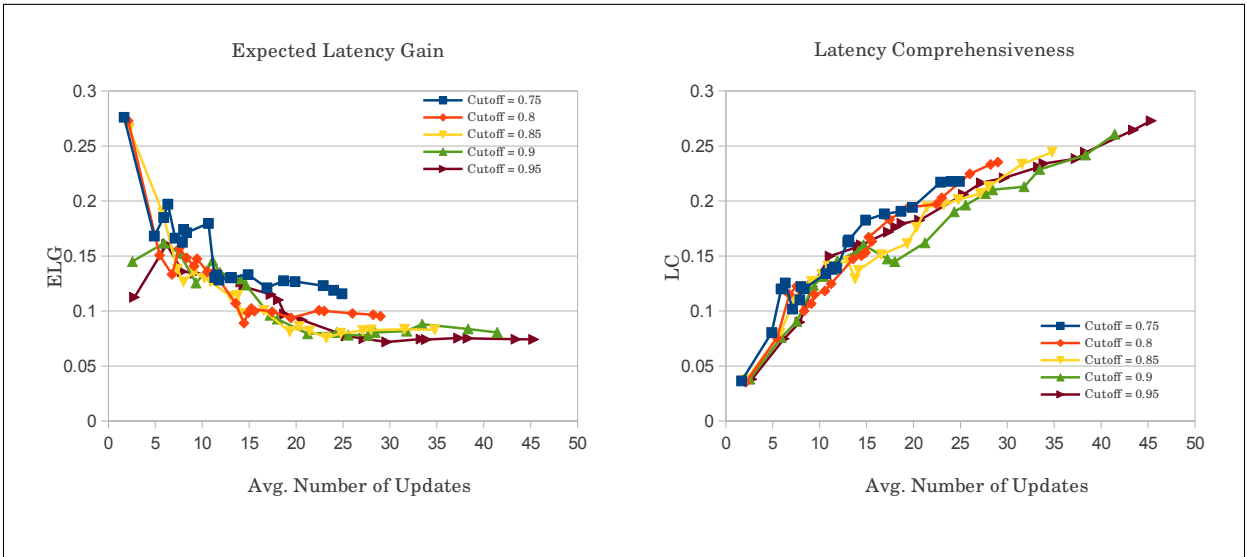 Expected Latency Gain
0.3
0.25
0.2
0.15
0.1
0.05
0
ELG
Cutoff = 0.75
Cutoff = 0.8
Cutoff = 0.85
Cutoff = 0.9
Cutoff = 0.95
0 5 10 15 20 25 30 35 40 45 50
Avg. Number of Updates
Latency Comprehensiveness
0.3
0.25
0.2
0.15
0.1
0.05
0
LC
Cutoff = 0.75
Cutoff = 0.8
Cutoff = 0.85
Cutoff = 0.9
Cutoff = 0.95
0 5 10 15 20 25 30 35 40 45 50
Avg. Number of Updates